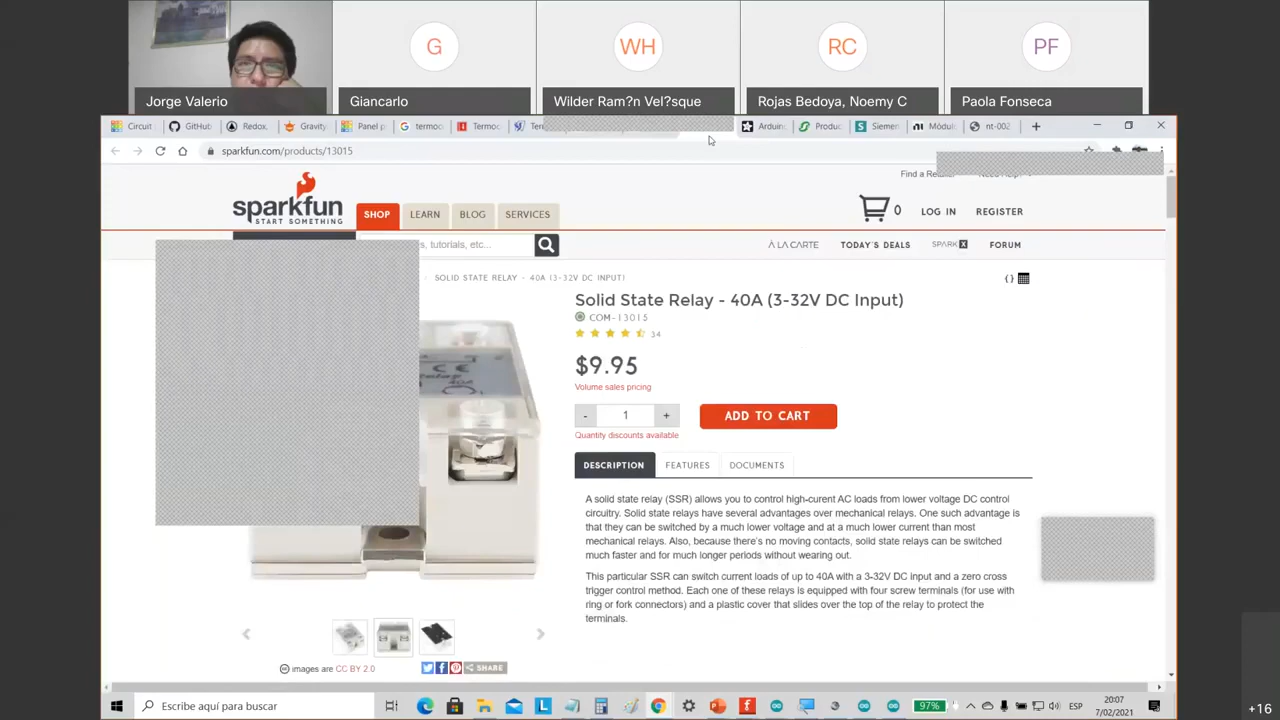 G
WH
RC
PF
Jorge Valerio
Giancarlo
Wilder Ram?n Vel?sque
Rojas Bedoya, Noemy C
Paola Fonseca
Circuit
GitHub
Redox
Gravity
Panel p
termoo
Termoo
Ter
Arduin
Produc
Siemen
Módulo
nt-002
sparkfun.com/products/13015
Find a Retaile
sparkfun
START SOMETHING
SHOP
LEARN
BLOG
SERVICES
0
LOG IN
REGISTER
s, tutorials, etc...
À LA CARTE
TODAY'S DEALS
SPARK X
FORUM
SOLID STATE RELAY - 40A (3-32V DC INPUT)
{ }
Solid State Relay - 40A (3-32V DC Input)
COM-13015
34
$9.95
Volume sales pricing
-
1
+
ADD TO CART
Quantity discounts available
DESCRIPTION
FEATURES
DOCUMENTS
A solid state relay (SSR) allows you to control high-curent AC loads from lower voltage DC control
circuitry. Solid state relays have several advantages over mechanical relays. One such advantage is
that they can be switched by a much lower voltage and at a much lower current than most
mechanical relays. Also, because there's no moving contacts, solid state relays can be switched
much faster and for much longer periods without wearing out.
This particular SSR can switch current loads of up to 40A with a 3-32V DC input and a zero cross
trigger control method. Each one of these relays is equipped with four screw terminals (for use with
ring or fork connectors) and a plastic cover that slides over the top of the relay to protect the
terminals.
images are CC BY 2.0
SHARE
Escribe aquí para buscar
97%
ESP
20:07
7/02/2021
+16